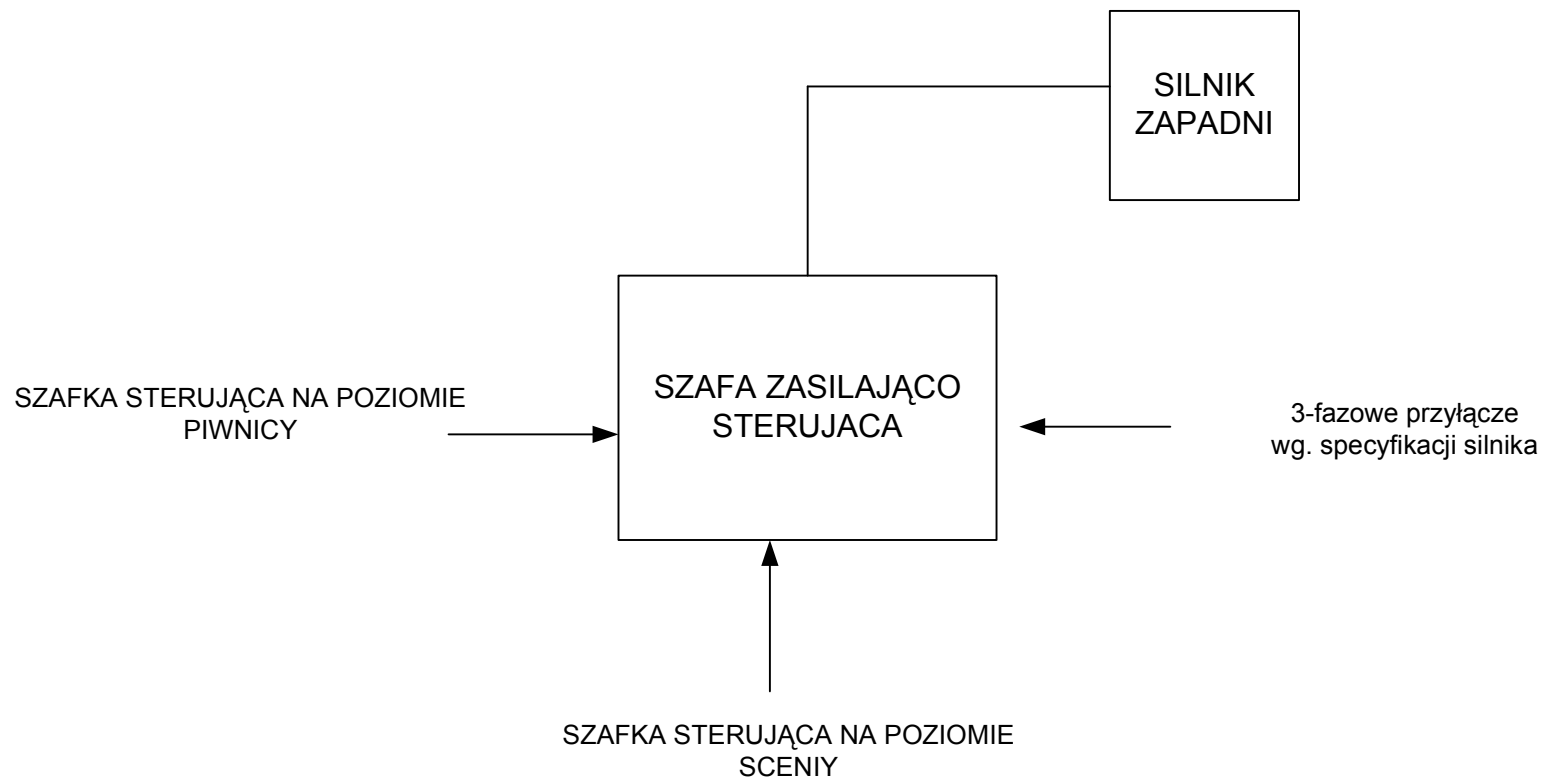 SILNIK
ZAPADNI
SZAFKA STERUJĄCA NA POZIOMIE
PIWNICY
SZAFA ZASILAJĄCO
STERUJACA
3-fazowe przyłącze
wg. specyfikacji silnika
SZAFKA STERUJĄCA NA POZIOMIE
SCENIY